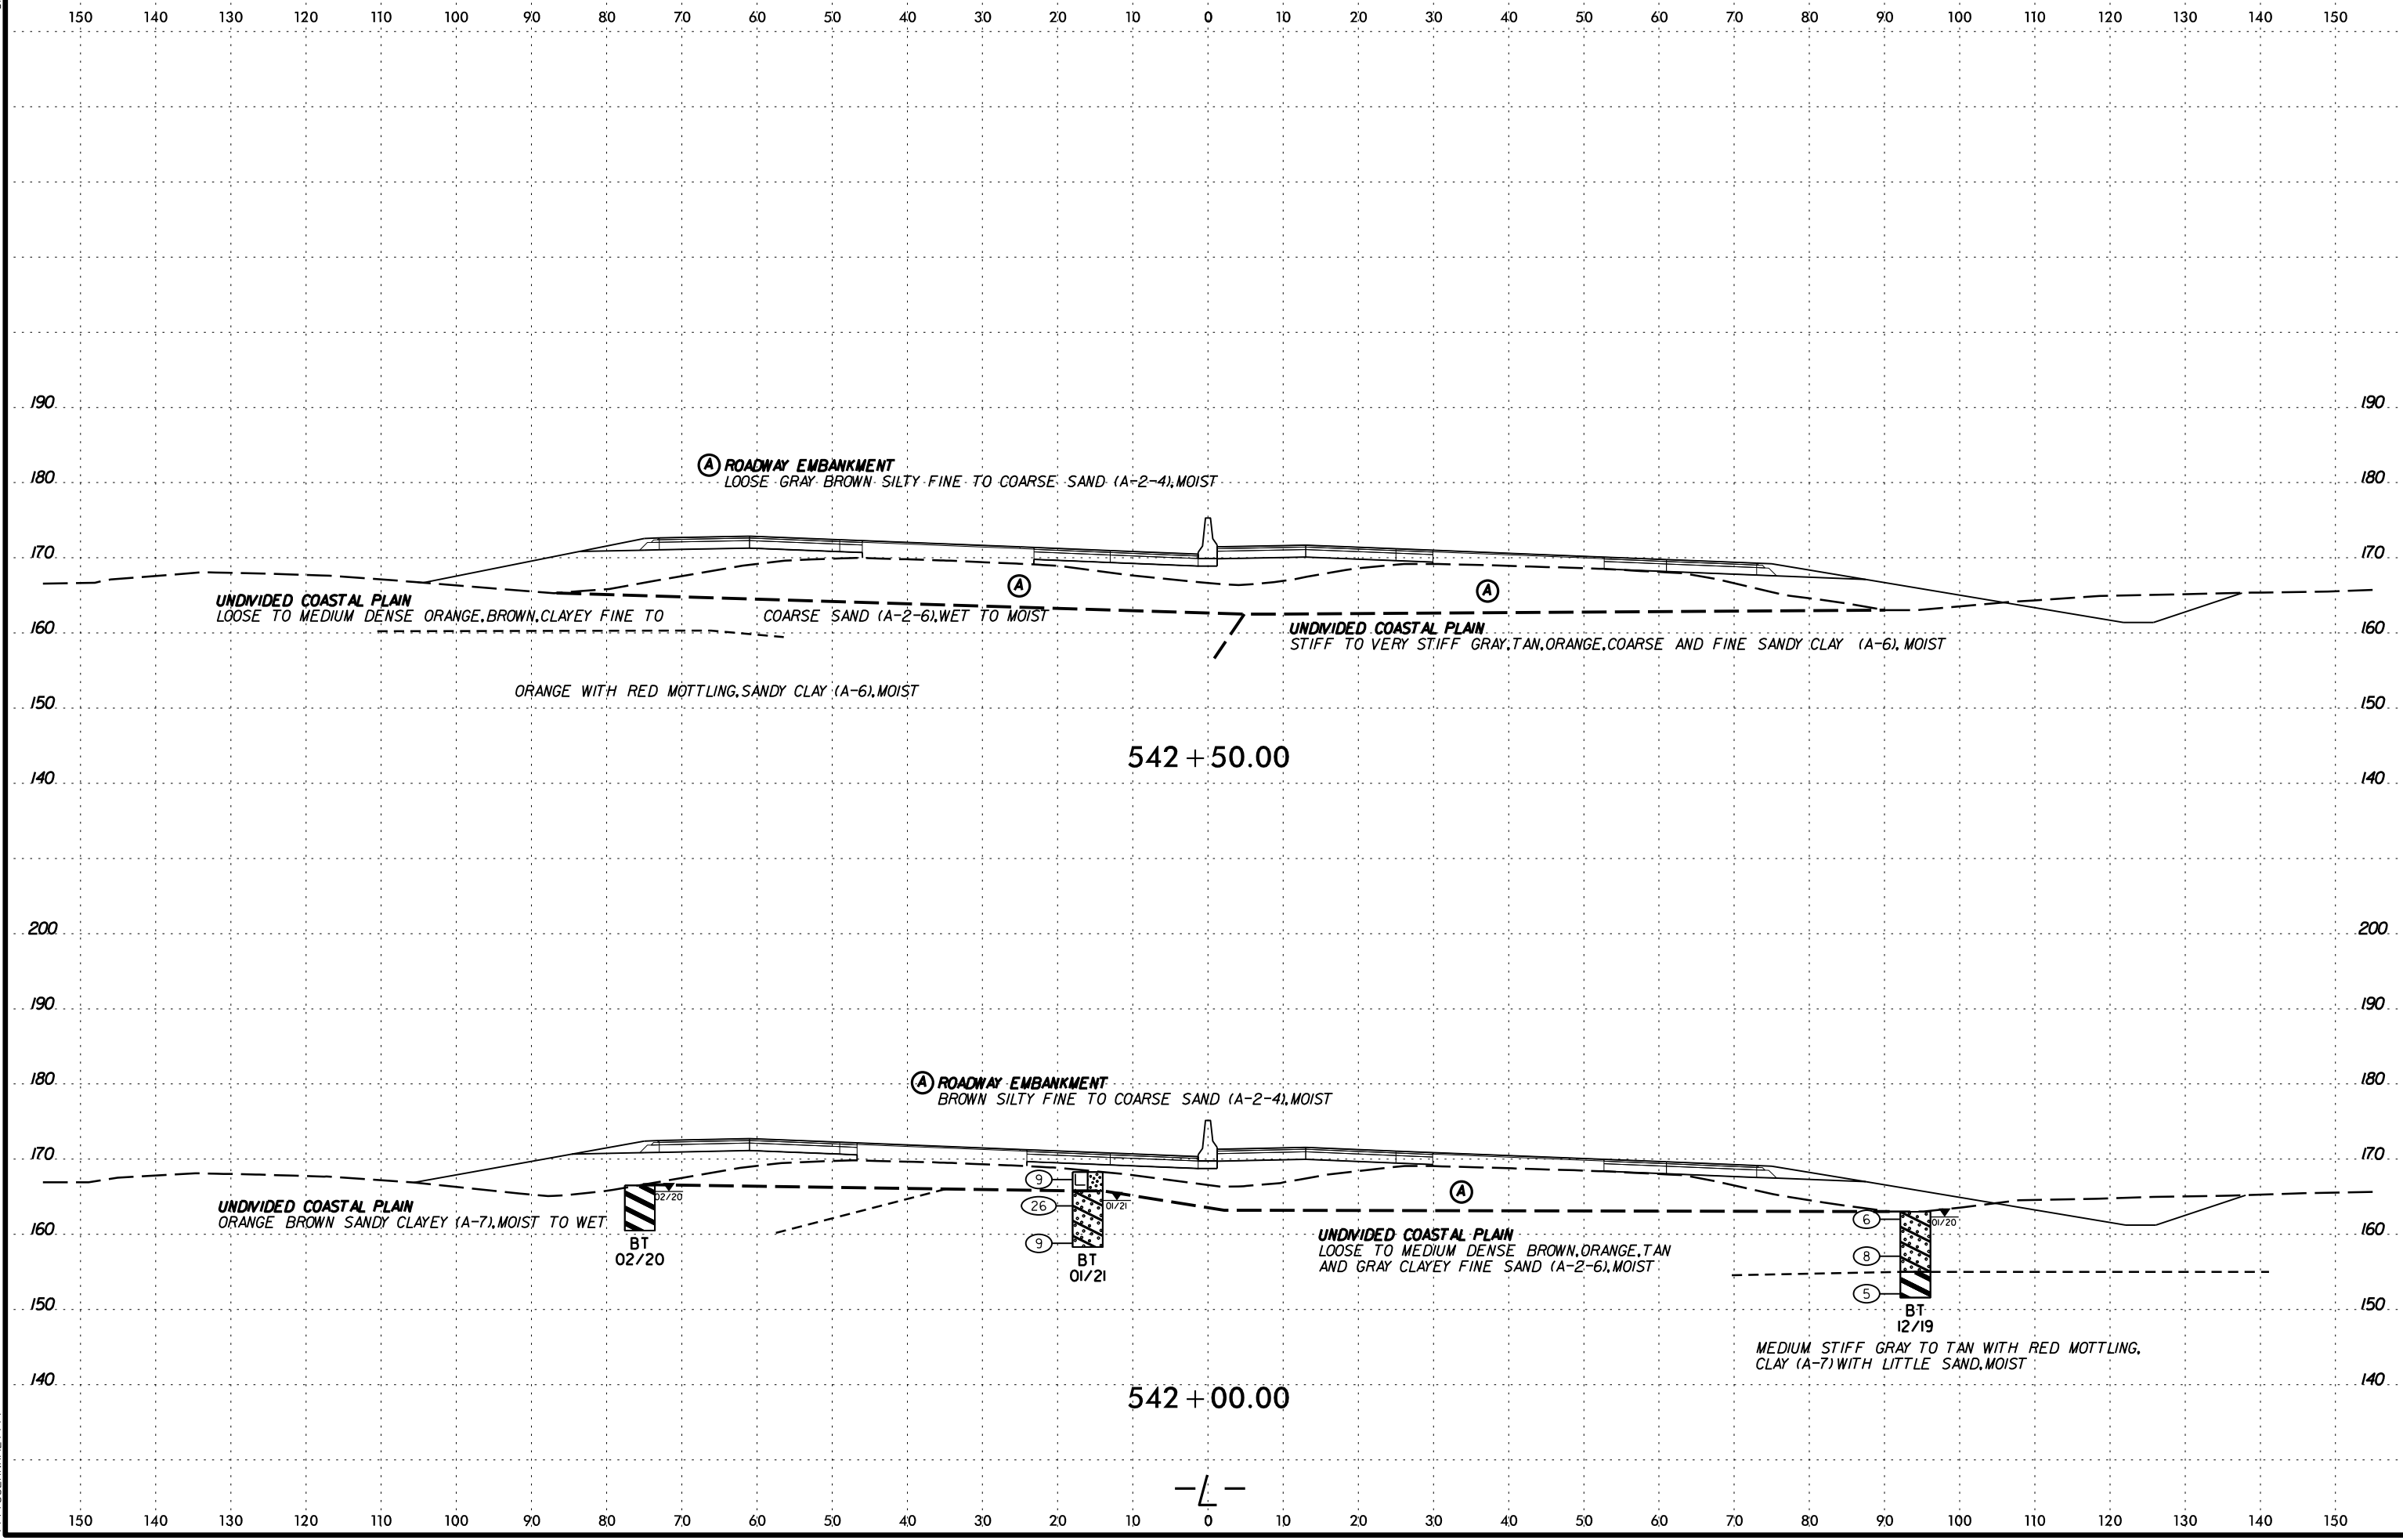 150 140 130 120 110 100 90 80 70 60 50 40 30 20 10 0 10 20 30 40 50 60 70 80 90 100 110 120 130 140 150
190 190
A ROADWAY EMBANKMENT
180 LOOSE GRAY BROWN SILTY FINE TO COARSE SAND (A-2-4),MOIST 180
170 170
A A
UNDIVIDED COASTAL PLAIN
LOOSE TO MEDIUM DENSE ORANGE,BROWN,CLAYEY FINE TO COARSE SAND (A-2-6),WET TO MOIST
160 160
UNDIVIDED COASTAL PLAIN
STIFF TO VERY STIFF GRAY,TAN,ORANGE,COARSE AND FINE SANDY CLAY (A-6), MOIST
ORANGE WITH RED MOTTLING,SANDY CLAY (A-6),MOIST
150 150
542+50.00
140 140
200 200
190 190
180 180
A ROADWAY EMBANKMENT
BROWN SILTY FINE TO COARSE SAND (A-2-4),MOIST
170 170
9
02/20
A
26
01/21
UNDIVIDED COASTAL PLAIN
ORANGE BROWN SANDY CLAYEY (A-7),MOIST TO WET
6
01/20
160 160
9
BT
02/20
BT
01/21
UNDIVIDED COASTAL PLAIN
LOOSE TO MEDIUM DENSE BROWN,ORANGE,TAN
AND GRAY CLAYEY FINE SAND (A-2-6),MOIST
8
5
150 150
BT
12/19
MEDIUM STIFF GRAY TO TAN WITH RED MOTTLING,
CLAY (A-7) WITH LITTLE SAND,MOIST
140 140
542+00.00
-L-
150 140 130 120 110 100 90 80 70 60 50 40 30 20 10 0 10 20 30 40 50 60 70 80 90 100 110 120 130 140 150